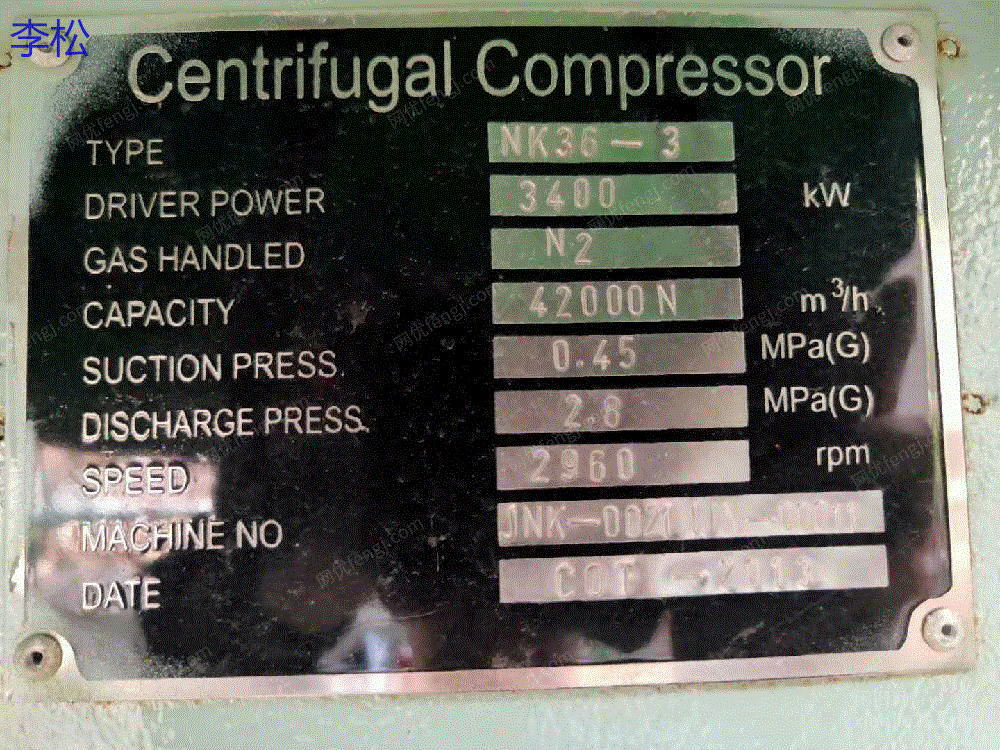 李松
Centrifugal Compressor
TYPE NK36-3
DRIVER POWER 3400 kW
GAS HANDLED N2
CAPACITY 42000N m³/h
SUCTION PRESS. 0.45 MPa(G)
DISCHARGE PRESS. 2.8 MPa(G)
SPEED 2960 rpm
MACHINE NO
DATE